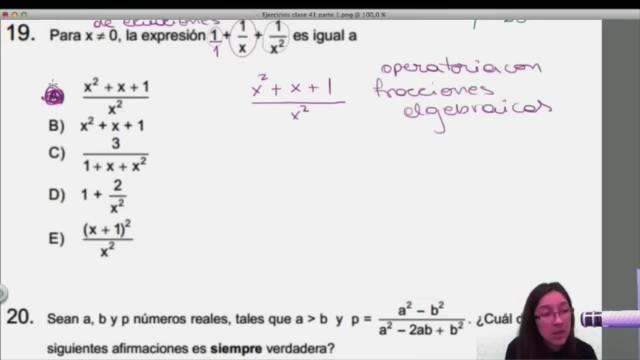 Ejercicios clase 41 parte 1.png @ 100,0 %
de ecuaciones
19. Para x ≠ 0, la expresión 1/1 + 1/x + 1/x² es igual a
A) (x² + x + 1)/x²
B) x² + x + 1
C) 3/(1 + x + x²)
D) 1 + 2/x²
E) (x + 1)²/x²
(x² + x + 1)/x²
operatoria con
fracciones
algebraicas
20. Sean a, b y p números reales, tales que a > b y p = (a² – b²)/(a² – 2ab + b²). ¿Cuál d
siguientes afirmaciones es siempre verdadera?